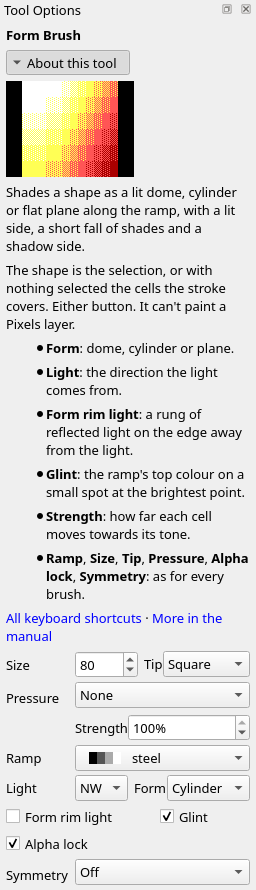 Tool Options
Form Brush
About this tool
Shades a shape as a lit dome, cylinder
or flat plane along the ramp, with a lit
side, a short fall of shades and a
shadow side.
The shape is the selection, or with
nothing selected the cells the stroke
covers. Either button. It can't paint a
Pixels layer.
● Form: dome, cylinder or plane.
● Light: the direction the light
comes from.
● Form rim light: a rung of
reflected light on the edge away
from the light.
● Glint: the ramp's top colour on a
small spot at the brightest point.
● Strength: how far each cell
moves towards its tone.
● Ramp, Size, Tip, Pressure, Alpha
lock, Symmetry: as for every
brush.
All keyboard shortcuts · More in the
manual
Size 80 Tip Square
Pressure None
Strength 100%
Ramp steel
Light NW Form Cylinder
Form rim light Glint
Alpha lock
Symmetry Off